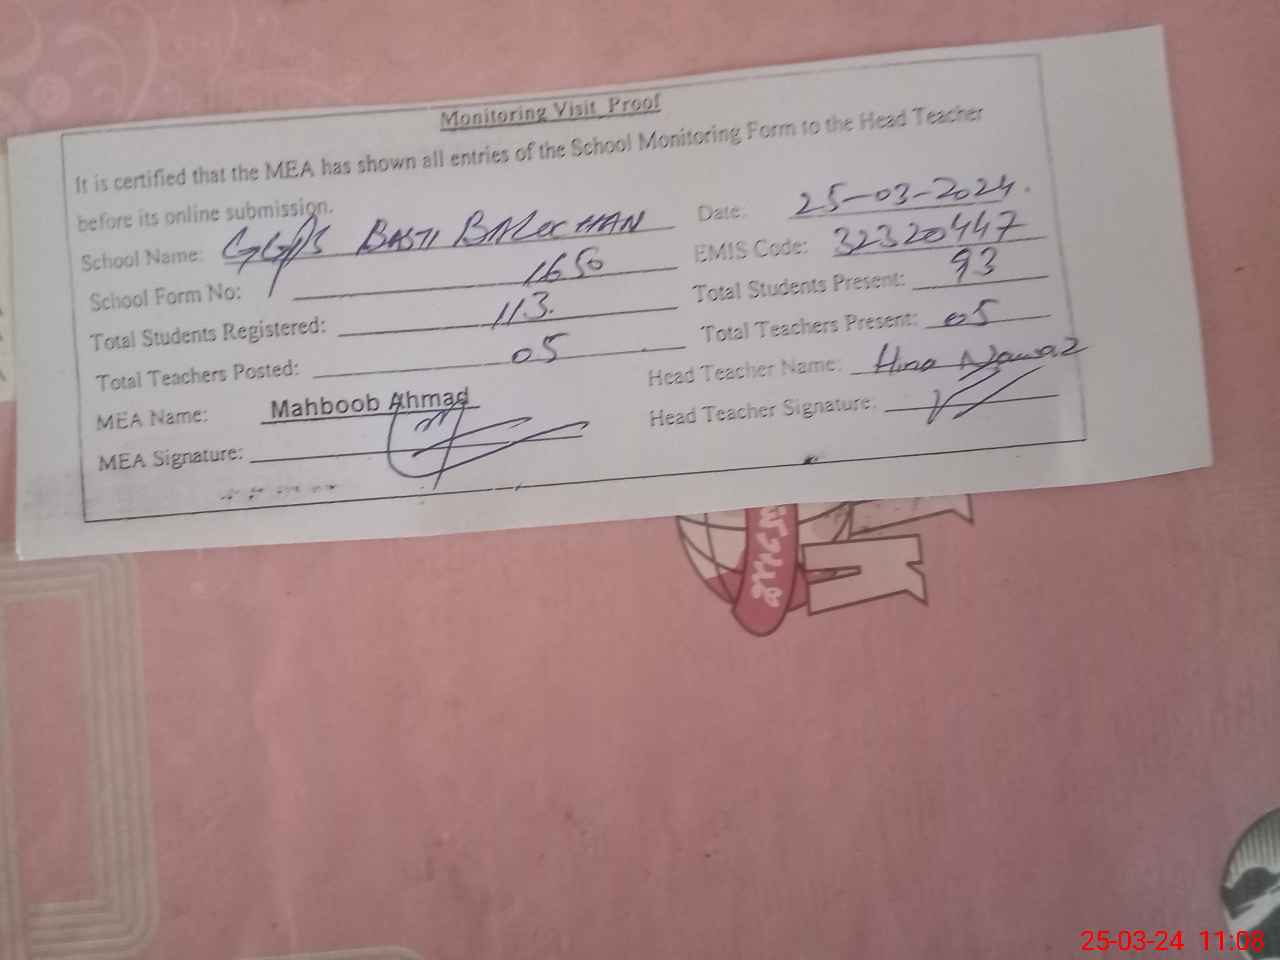 Monitoring Visit Proof
It is certified that the MEA has shown all entries of the School Monitoring Form to the Head Teacher
before its online submission.
School Name: GGPS BASTI BALOCHAN Date: 25-03-2024.
School Form No: 1650 EMIS Code: 32320447
Total Students Registered: 113. Total Students Present: 93
Total Teachers Posted: 05 Total Teachers Present: 05
MEA Name: Mahboob Ahmad Head Teacher Name: Hina Nawaz
MEA Signature: Head Teacher Signature:
25-03-24 11:08